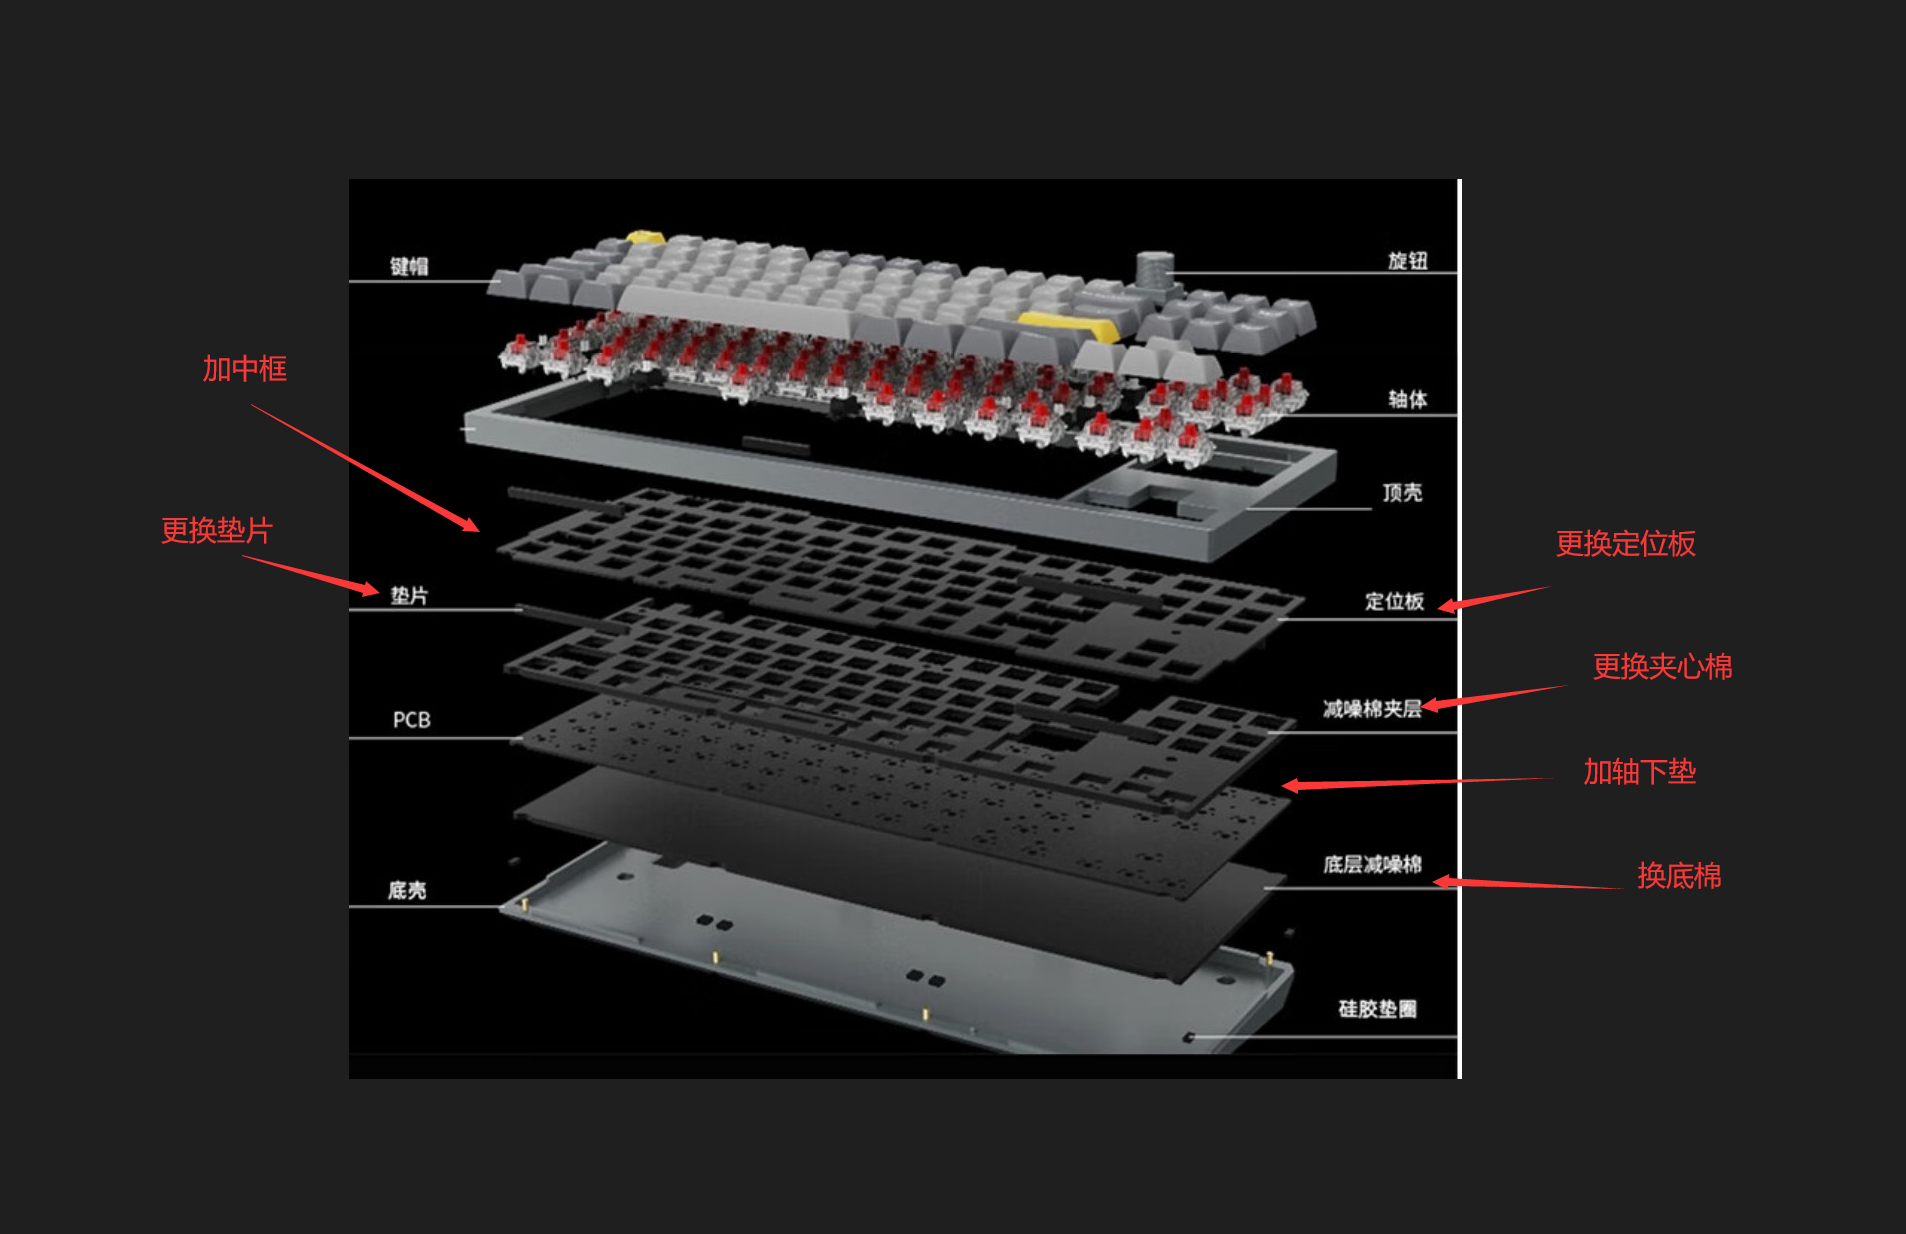 键帽
旋钮
加中框
轴体
顶壳
更换垫片
更换定位板
垫片
定位板
更换夹心棉
减噪棉夹层
PCB
加轴下垫
底层减噪棉
换底棉
底壳
硅胶垫圈